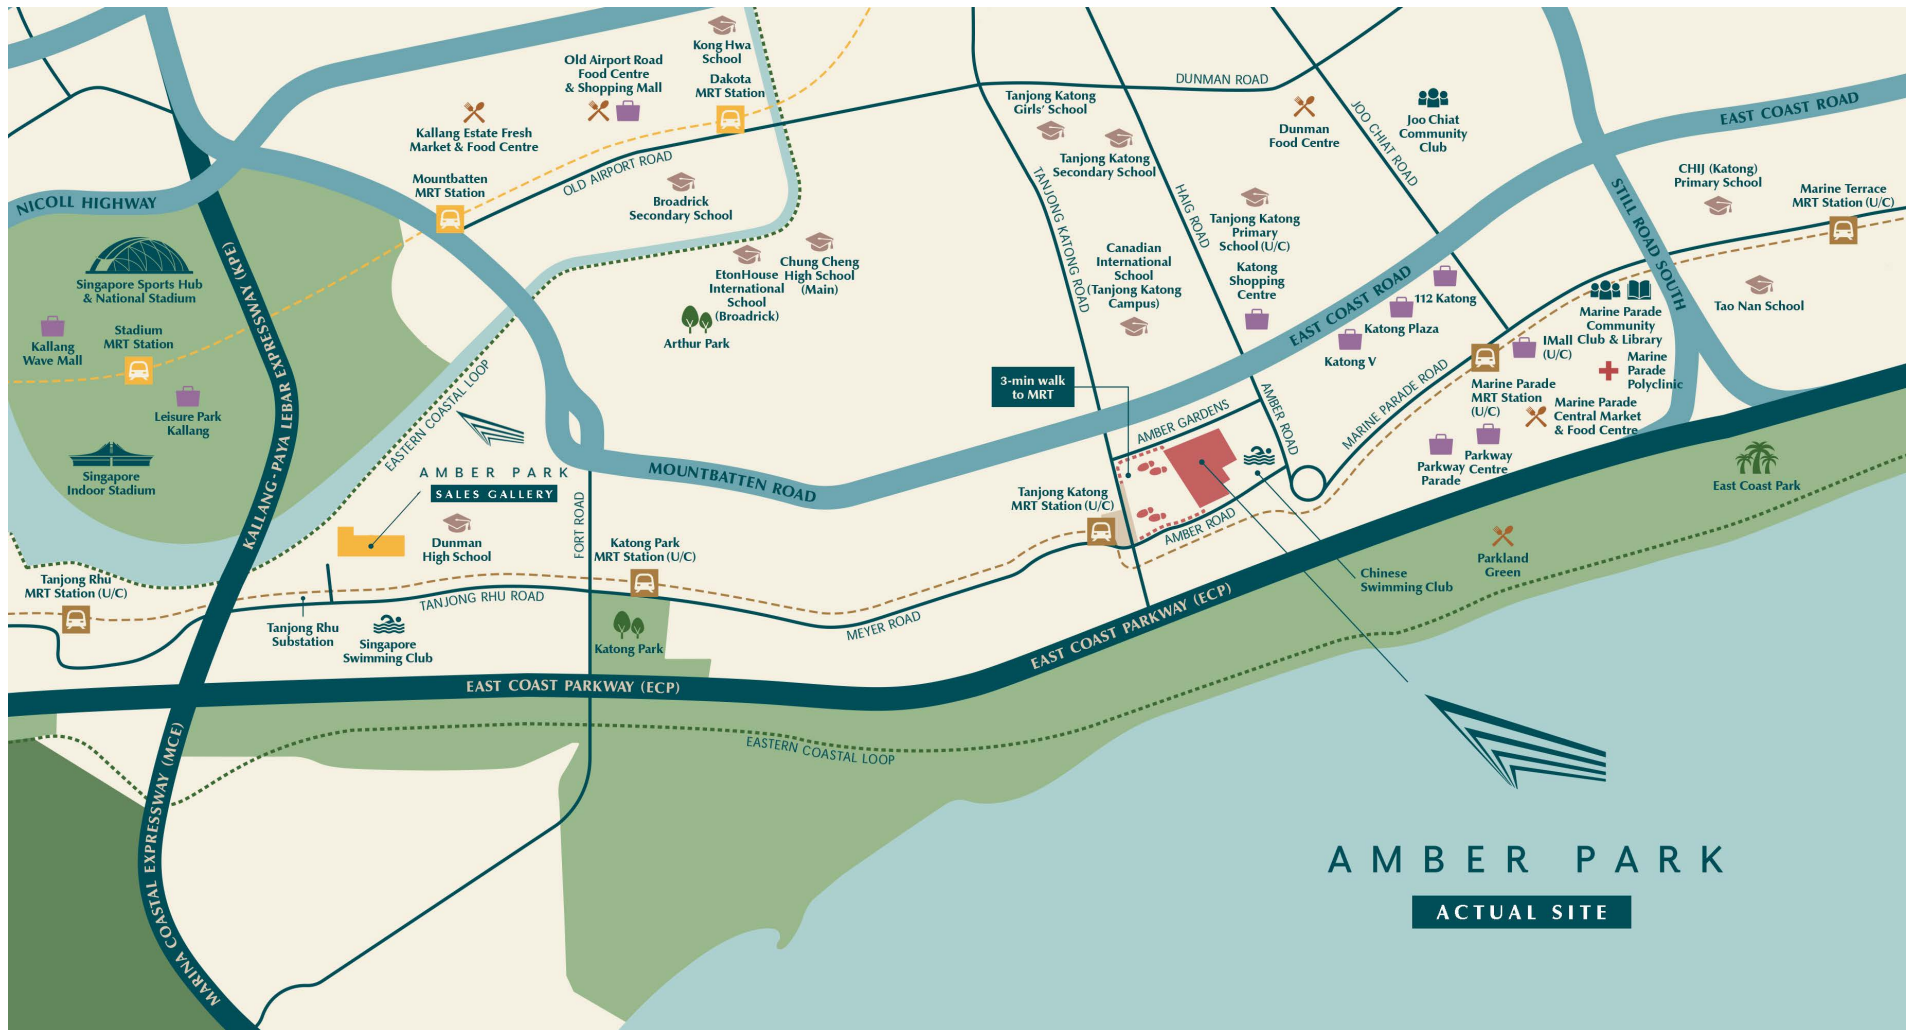 Kong Hwa
School
Old Airport Road
Food Centre
& Shopping Mall
Dakota
MRT Station
DUNMAN ROAD
EAST COAST ROAD
Kallang Estate Fresh
Market & Food Centre
Tanjong Katong
Girls' School
Dunman
Food Centre
JOO CHIAT ROAD
Joo Chiat
Community
Club
Mountbatten
MRT Station
OLD AIRPORT ROAD
Broadrick
Secondary School
Tanjong Katong
Secondary School
TANJONG KATONG ROAD
HAIG ROAD
Tanjong Katong
Primary
School (U/C)
CHIJ (Katong)
Primary School
Marine Terrace
MRT Station (U/C)
STILL ROAD SOUTH
NICOLL HIGHWAY
Singapore Sports Hub
& National Stadium
KALLANG-PAYA LEBAR EXPRESSWAY (KPE)
EtonHouse
International
School
(Broadrick)
Chung Cheng
High School
(Main)
Canadian
International
School
(Tanjong Katong
Campus)
Katong
Shopping
Centre
EAST COAST ROAD
112 Katong
Katong Plaza
Katong V
Tao Nan School
Marine Parade
Community
Club & Library
IMall
(U/C)
Marine
Parade
Polyclinic
Kallang
Wave Mall
Stadium
MRT Station
Arthur Park
Leisure Park
Kallang
EASTERN COASTAL LOOP
3-min walk
to MRT
AMBER GARDENS
AMBER ROAD
MARINE PARADE ROAD
Marine Parade
MRT Station
(U/C)
Marine Parade
Central Market
& Food Centre
Parkway
Parade
Parkway
Centre
Singapore
Indoor Stadium
AMBER PARK
SALES GALLERY
MOUNTBATTEN ROAD
East Coast Park
Tanjong Katong
MRT Station (U/C)
AMBER ROAD
FORT ROAD
Dunman
High School
Katong Park
MRT Station (U/C)
Parkland
Green
Chinese
Swimming Club
Tanjong Rhu
MRT Station (U/C)
TANJONG RHU ROAD
Tanjong Rhu
Substation
Singapore
Swimming Club
Katong Park
MEYER ROAD
EAST COAST PARKWAY (ECP)
EAST COAST PARKWAY (ECP)
EASTERN COASTAL LOOP
MARINA COASTAL EXPRESSWAY (MCE)
AMBER PARK
ACTUAL SITE